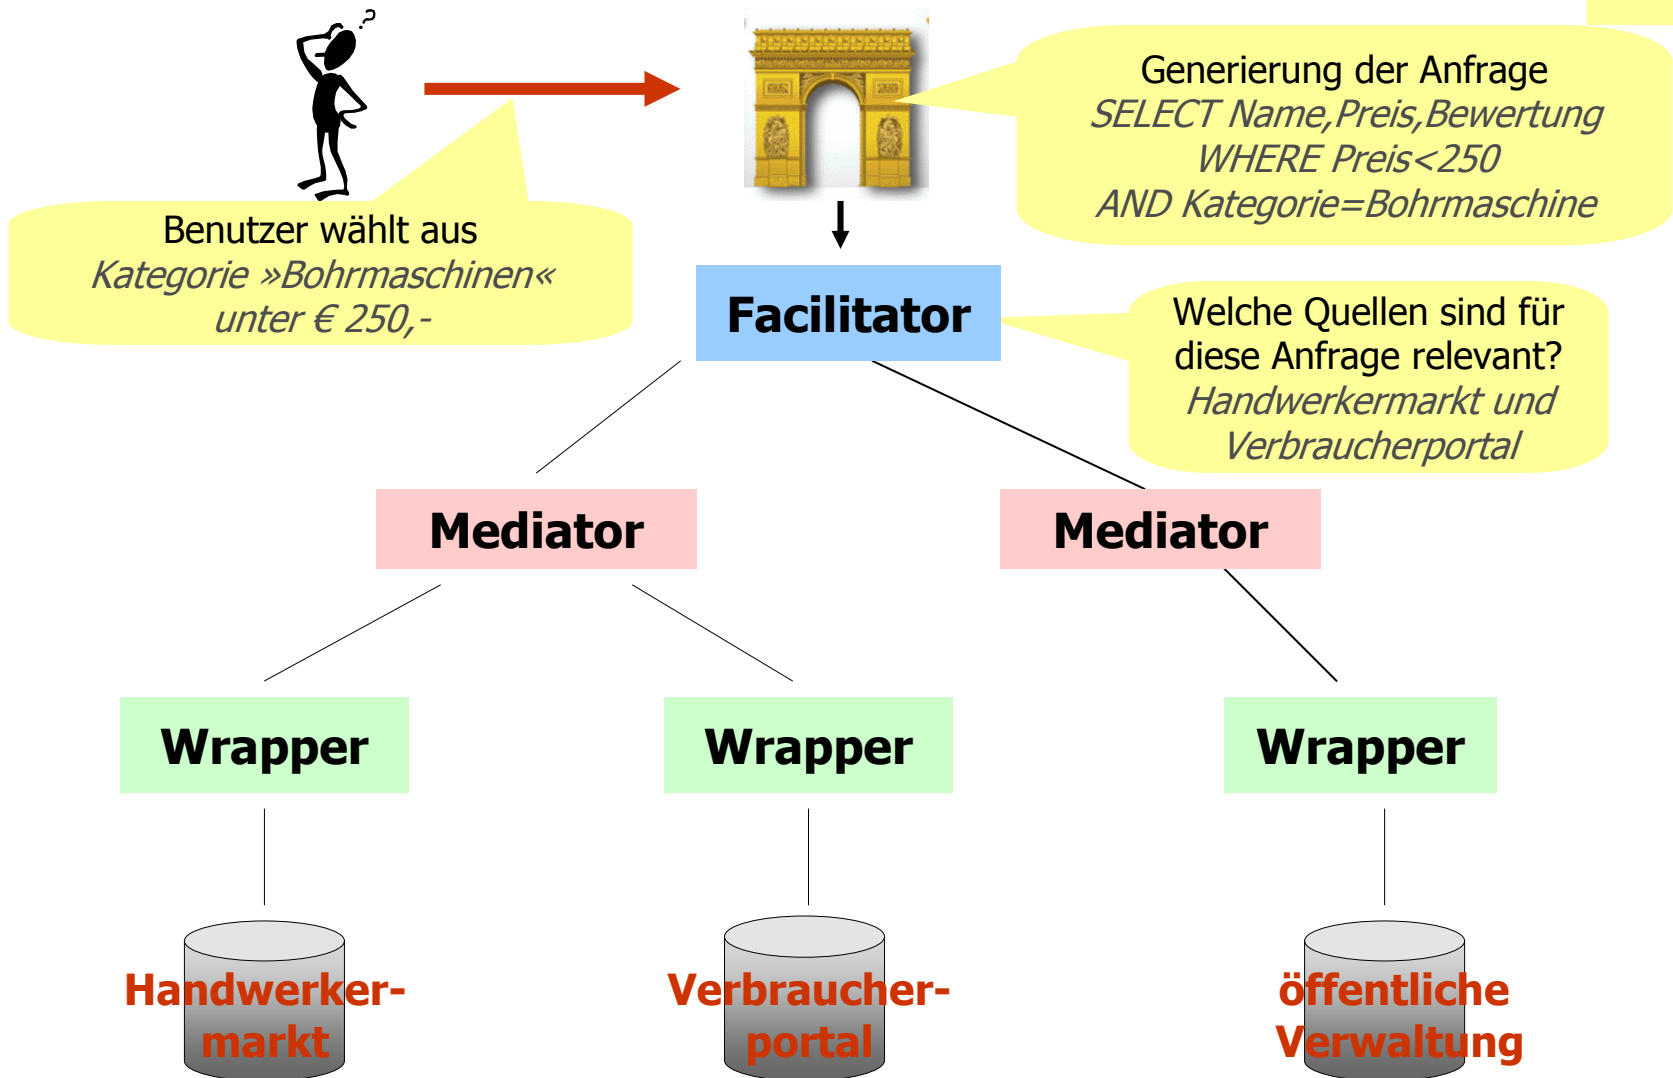 ?
Generierung der Anfrage
SELECT Name,Preis,Bewertung
WHERE Preis<250
AND Kategorie=Bohrmaschine
Benutzer wählt aus
Kategorie »Bohrmaschinen«
unter € 250,-
Facilitator
Welche Quellen sind für
diese Anfrage relevant?
Handwerkermarkt und
Verbraucherportal
Mediator
Mediator
Wrapper
Wrapper
Wrapper
Handwerker-
markt
Verbraucher-
portal
öffentliche
Verwaltung